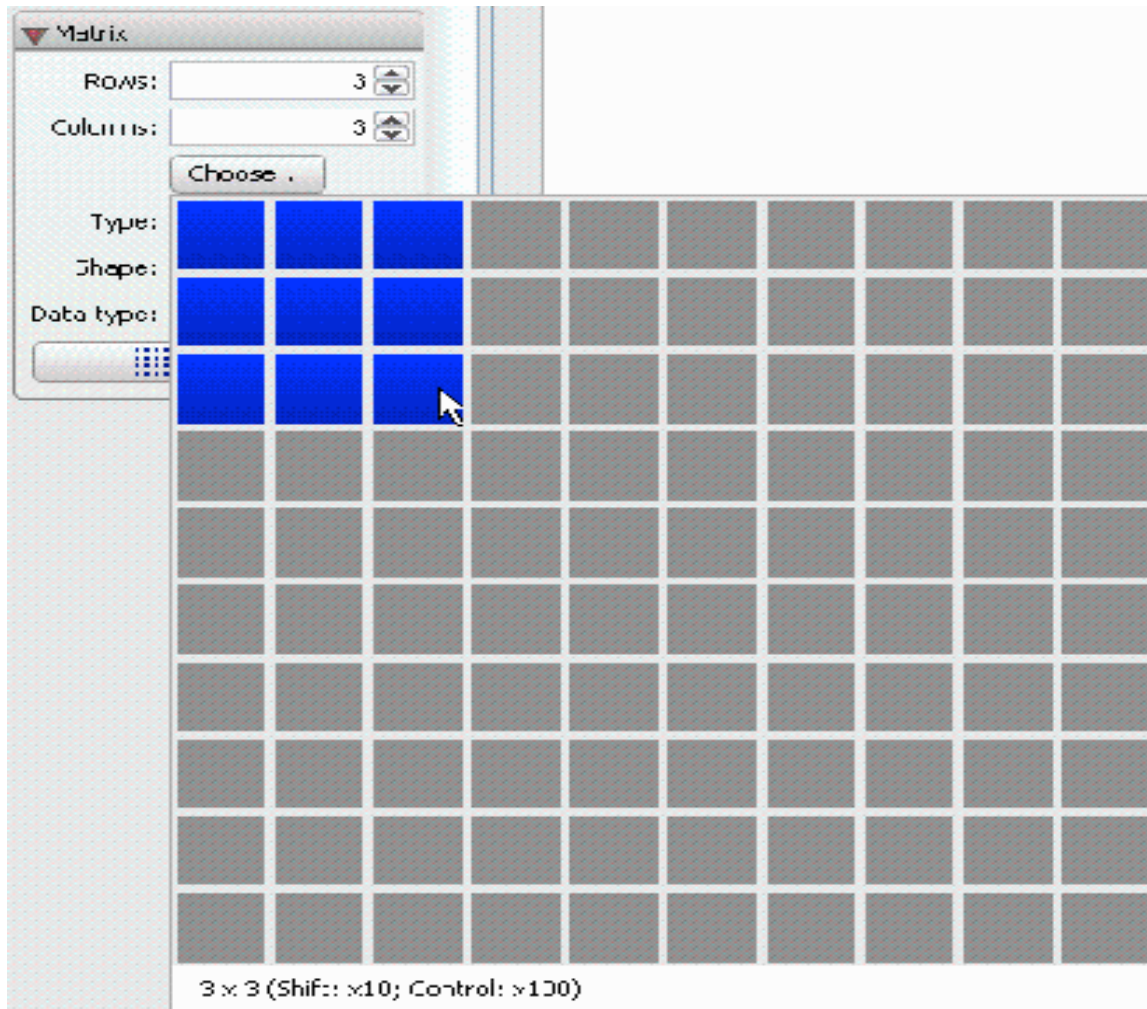 Matrix
Rows: 3
Columns: 3
Choose .
Type:
Shape:
Data type:
3 x 3 (Shift: x10; Control: x100)